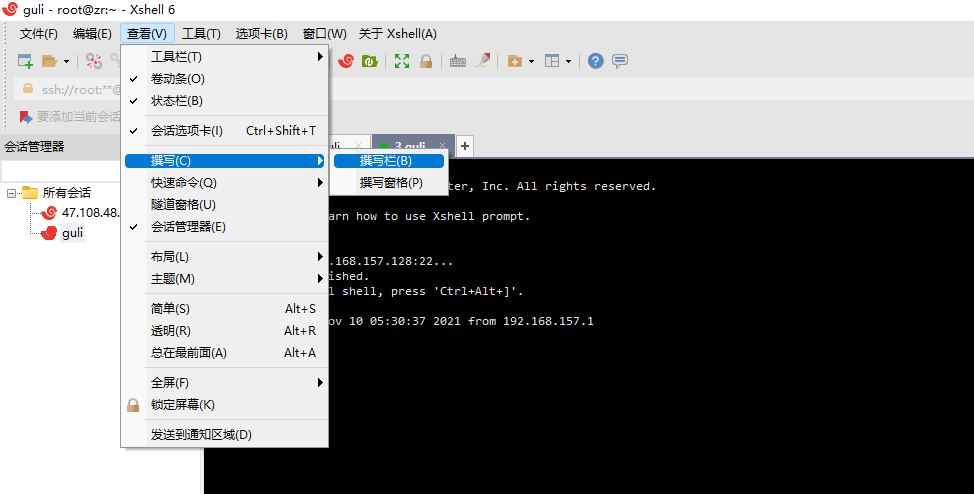 guli - root@zr:~ - Xshell 6
文件(F) 编辑(E) 查看(V) 工具(T) 选项卡(B) 窗口(W) 关于 Xshell(A)
ssh://root:**@
要添加当前会话
会话管理器
所有会话
47.108.48.
guli
工具栏(T)
卷动条(O)
状态栏(B)
会话选项卡(I) Ctrl+Shift+T
撰写(C)
快速命令(Q)
隧道窗格(U)
会话管理器(E)
布局(L)
主题(M)
简单(S) Alt+S
透明(R) Alt+R
总在最前面(A) Alt+A
全屏(F)
锁定屏幕(K)
发送到通知区域(D)
撰写栏(B)
撰写窗格(P)
3 guli
ter, Inc. All rights reserved.
arn how to use Xshell prompt.
.168.157.128:22...
ished.
l shell, press 'Ctrl+Alt+]'.
ov 10 05:30:37 2021 from 192.168.157.1